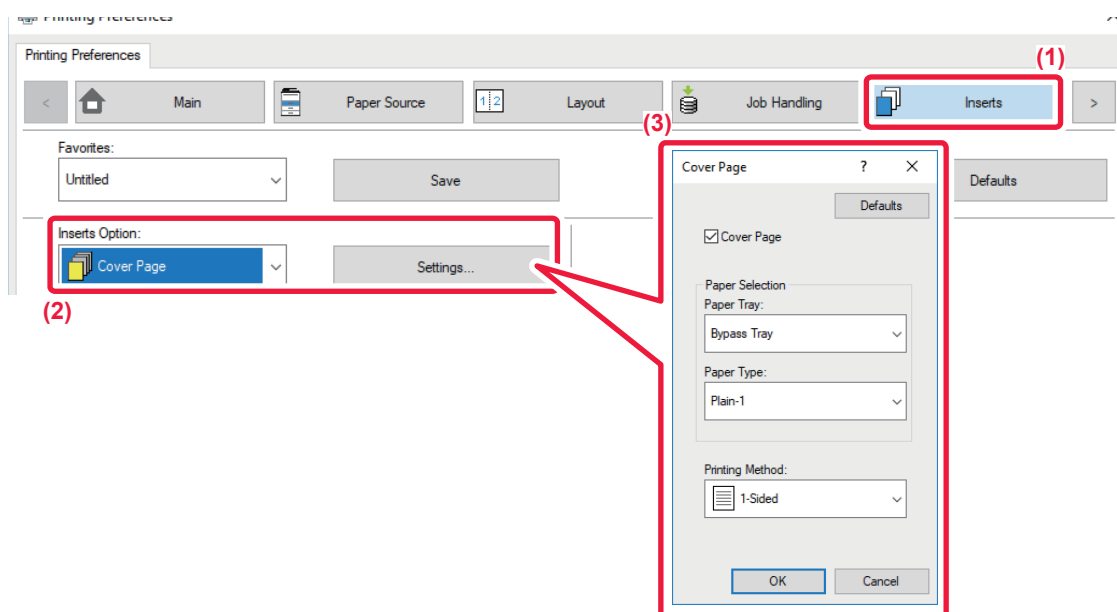 Printing Preferences
Printing Preferences
(1)
< Main Paper Source 1 2 Layout Job Handling Inserts >
(3)
Favorites:
Untitled Save Defaults
Inserts Option:
Cover Page Settings...
(2)
Cover Page ? ×
Defaults
Cover Page
Paper Selection
Paper Tray:
Bypass Tray
Paper Type:
Plain-1
Printing Method:
1-Sided
OK Cancel